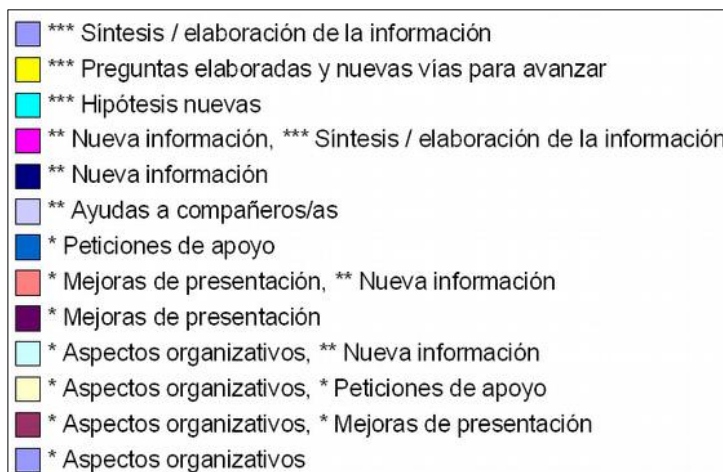 *** Síntesis / elaboración de la información
*** Preguntas elaboradas y nuevas vías para avanzar
*** Hipótesis nuevas
** Nueva información, *** Síntesis / elaboración de la información
** Nueva información
** Ayudas a compañeros/as
* Peticiones de apoyo
* Mejoras de presentación, ** Nueva información
* Mejoras de presentación
* Aspectos organizativos, ** Nueva información
* Aspectos organizativos, * Peticiones de apoyo
* Aspectos organizativos, * Mejoras de presentación
* Aspectos organizativos